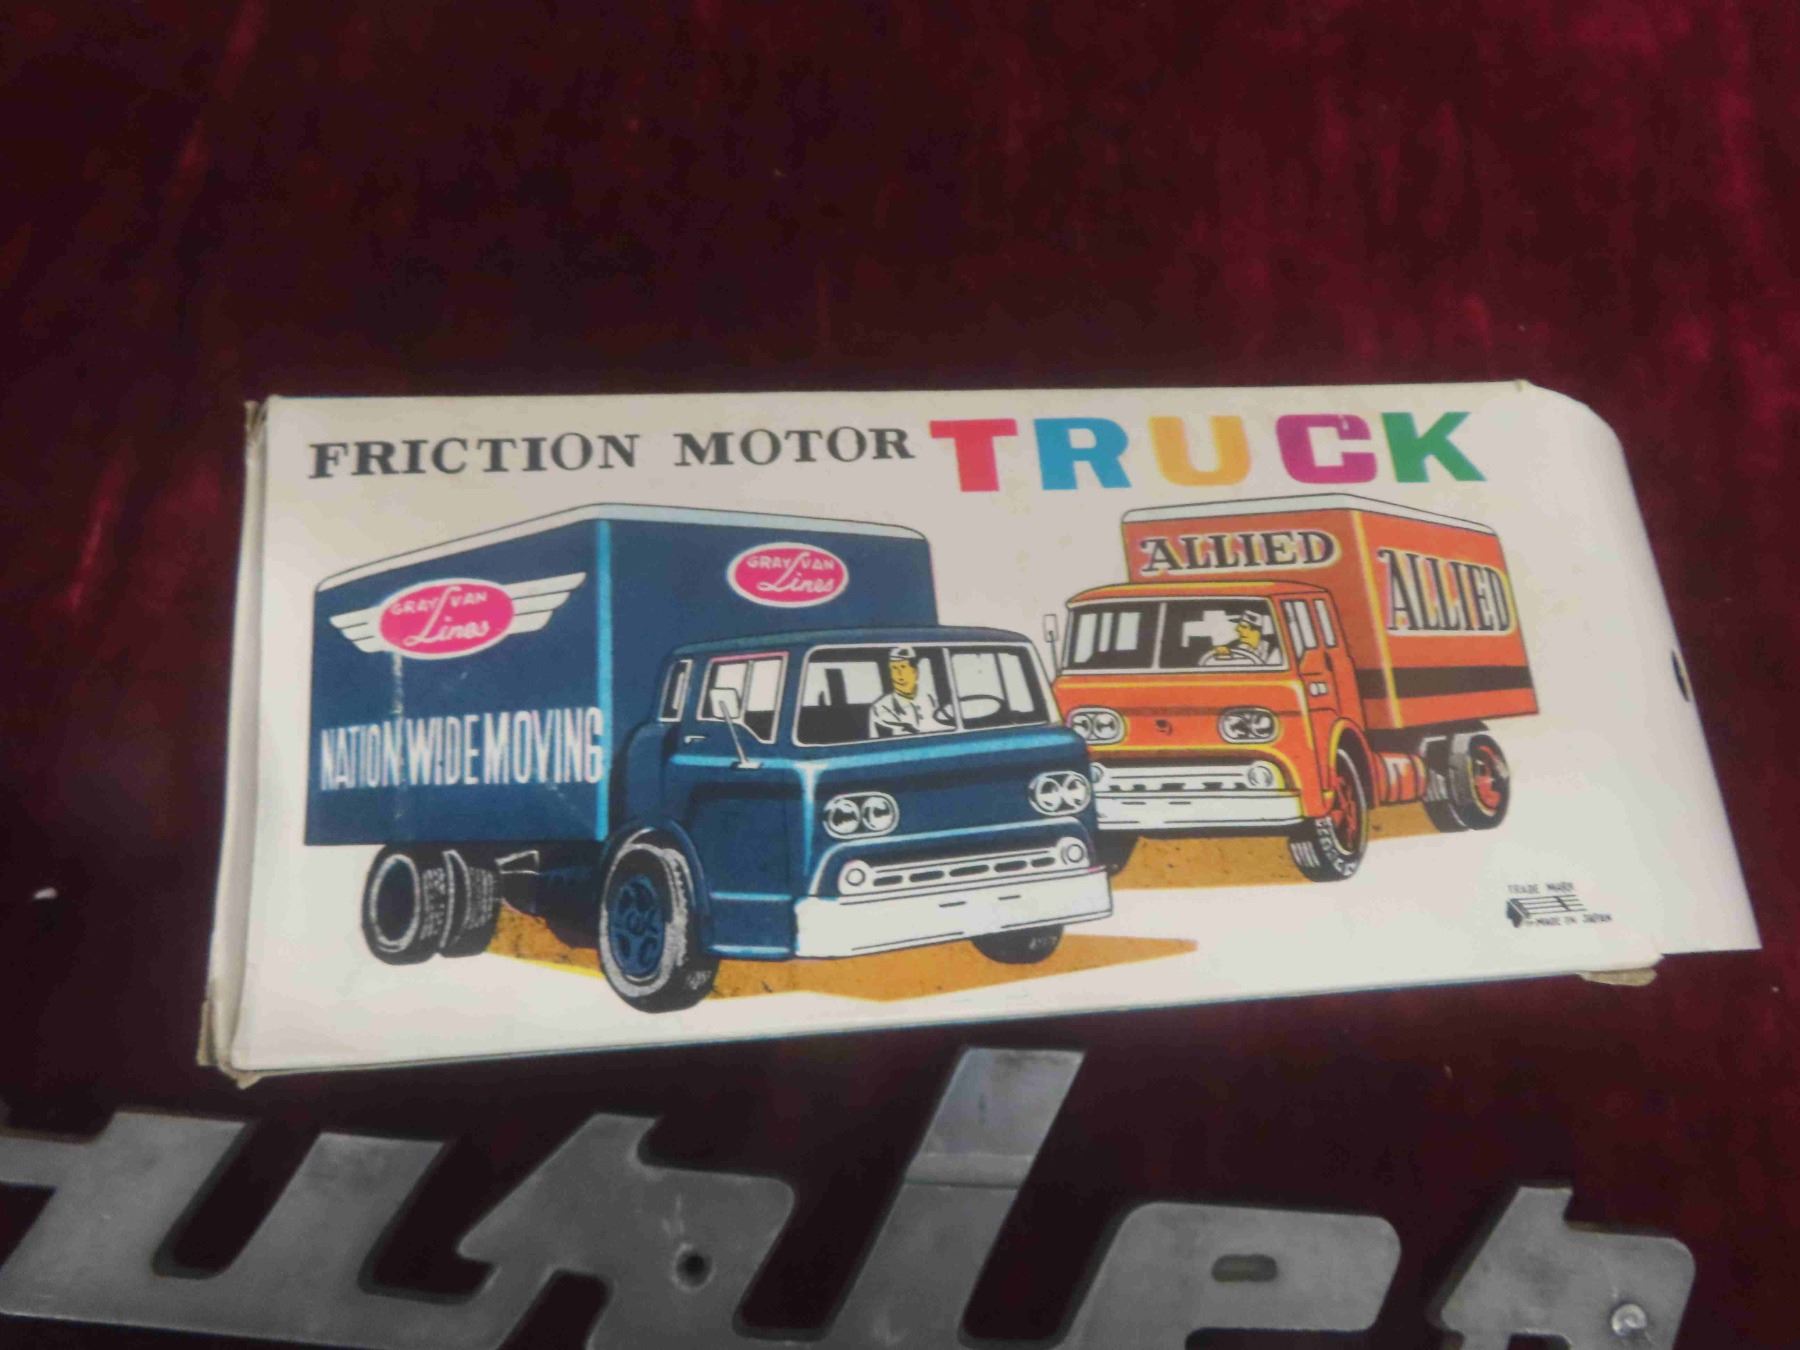 FRICTION MOTOR TRUCK
GRAY VAN
Lines
GRAY VAN
Lines
NATION WIDE MOVING
ALLIED
ALLIED
TRADE MARK
MADE IN JAPAN